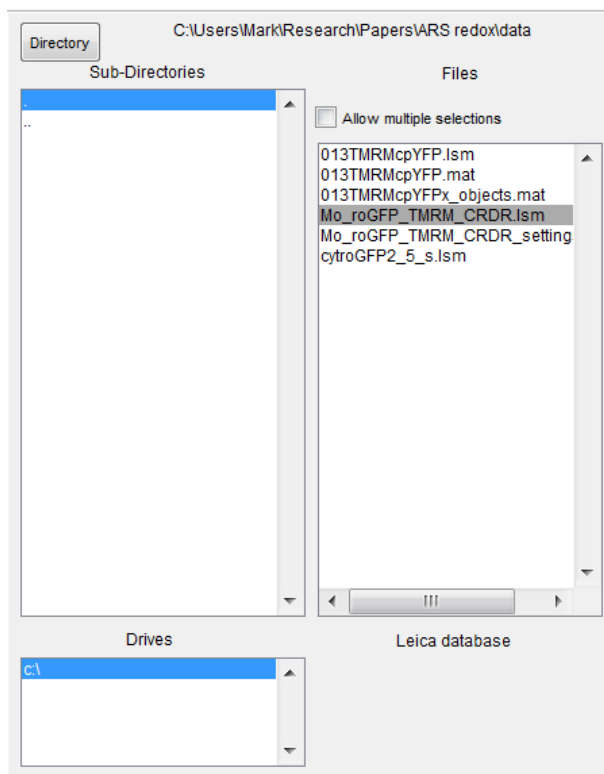 Directory
C:\Users\Mark\Research\Papers\ARS redox\data
Sub-Directories
.
..
Files
Allow multiple selections
013TMRMcpYFP.lsm
013TMRMcpYFP.mat
013TMRMcpYFPx_objects.mat
Mo_roGFP_TMRM_CRDR.lsm
Mo_roGFP_TMRM_CRDR_setting
cytroGFP2_5_s.lsm
Drives
c:\
Leica database